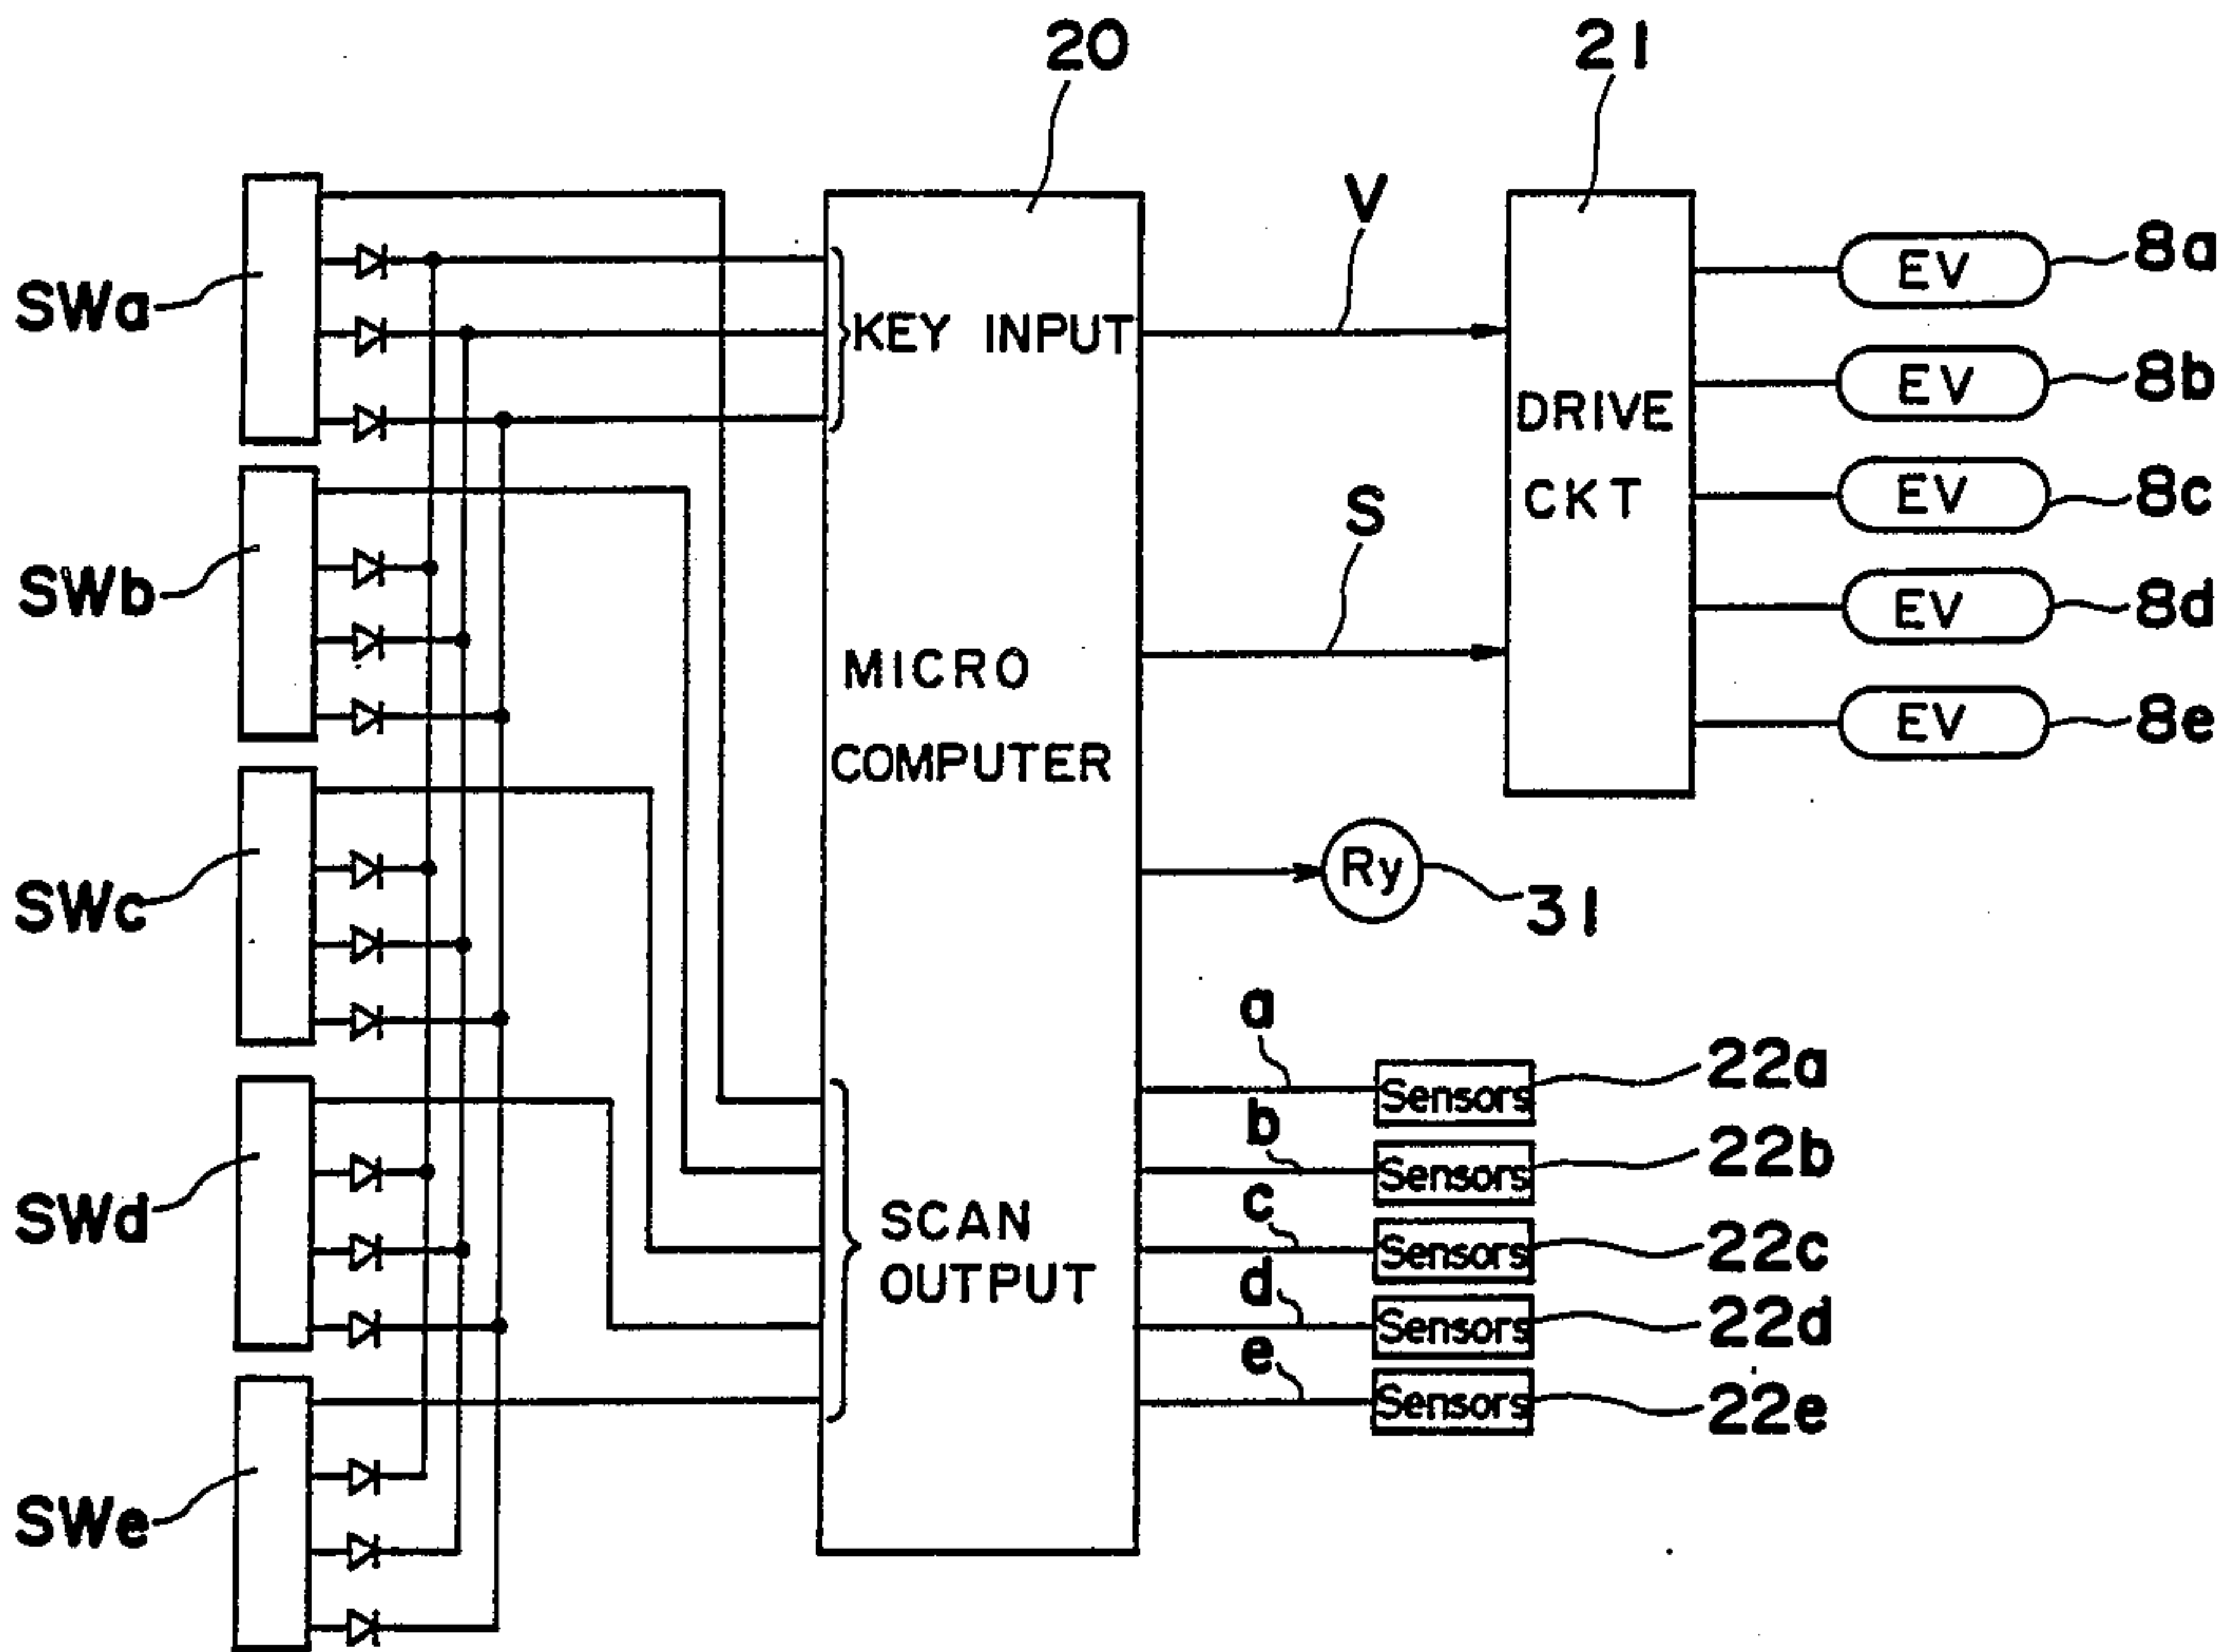 20
21
V
8a
EV
SWa
KEY INPUT
8b
EV
DRIVE
CKT
8c
EV
S
SWb
8d
EV
MICRO
COMPUTER
8e
EV
SWc
Ry
31
a
Sensors
22a
b
Sensors
22b
SWd
SCAN
OUTPUT
c
Sensors
22c
d
Sensors
22d
e
Sensors
22e
SWe